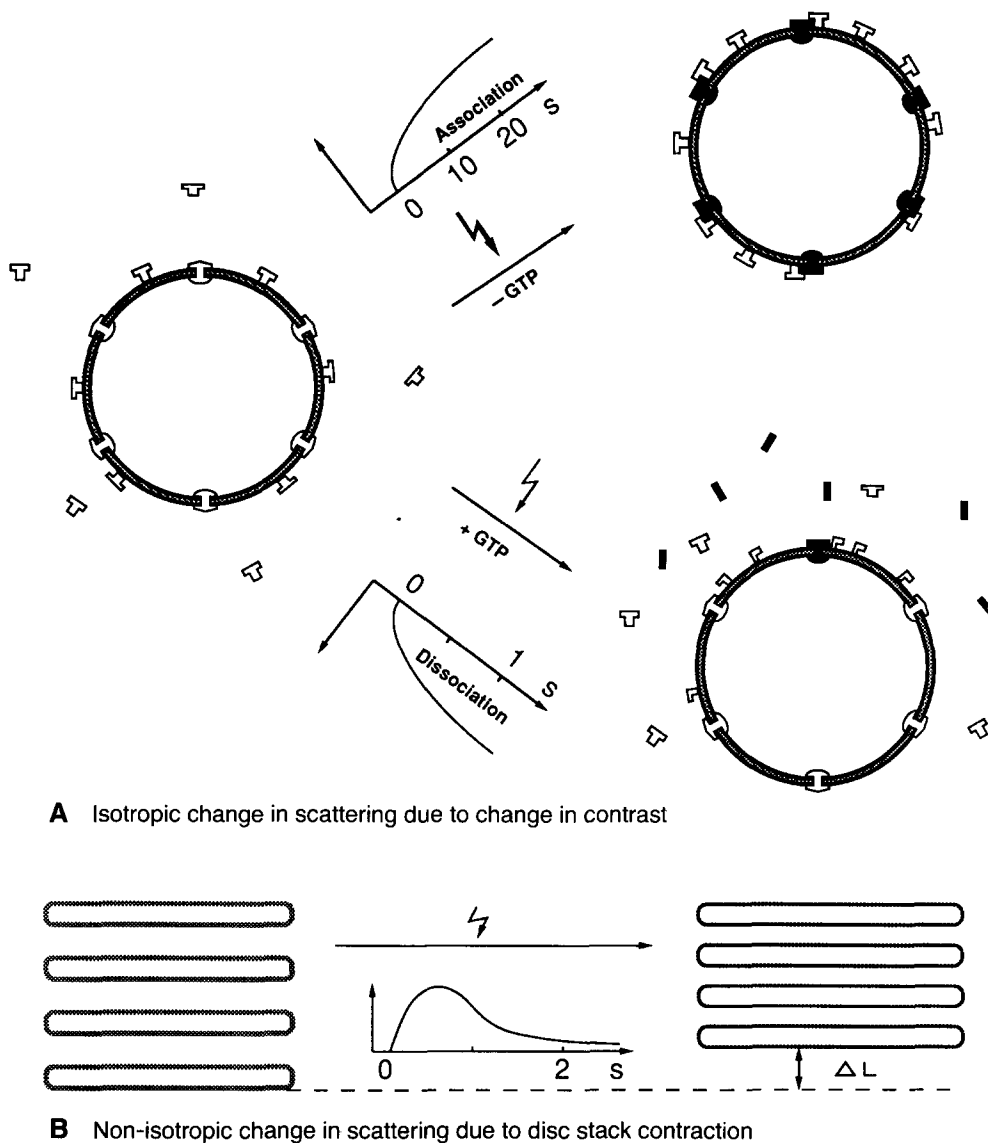 Association
0
10
20
S
– GTP
+ GTP
0
1
S
Dissociation
A Isotropic change in scattering due to change in contrast
0
2
S
Δ L
B Non-isotropic change in scattering due to disc stack contraction